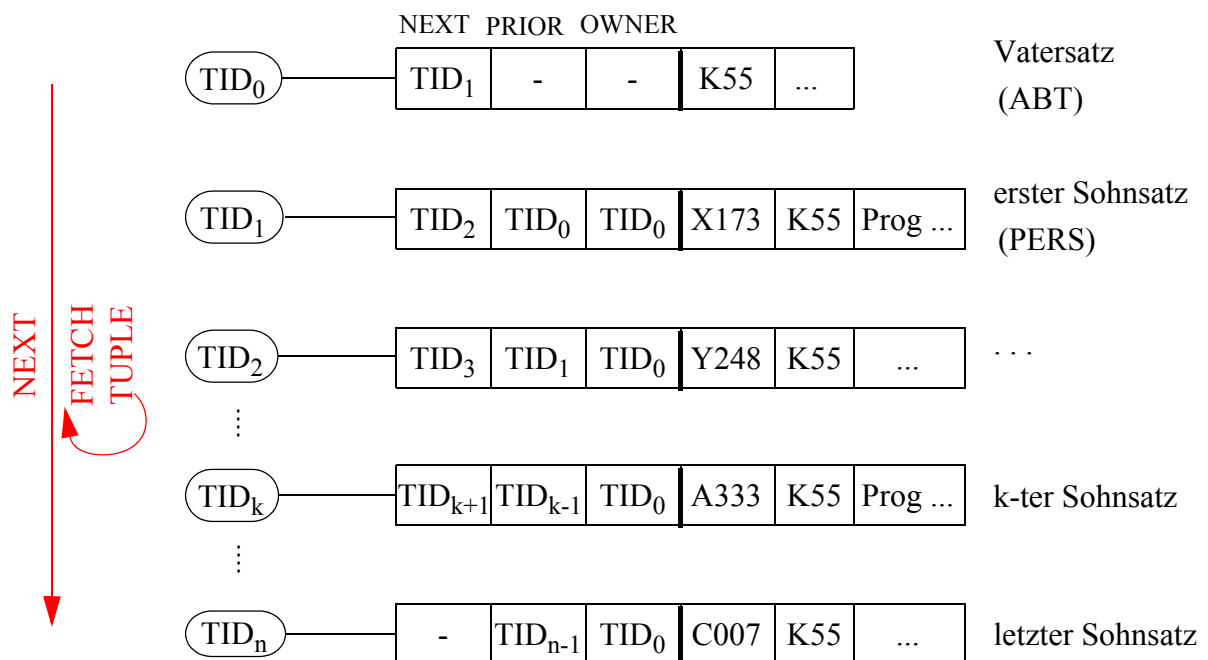 NEXT PRIOR OWNER
TID0 TID1 - - K55 ... Vatersatz
(ABT)
TID1 TID2 TID0 TID0 X173 K55 Prog ... erster Sohnsatz
(PERS)
NEXT
FETCH
TUPLE
TID2 TID3 TID1 TID0 Y248 K55 ... . . .
TIDk TIDk+1 TIDk-1 TID0 A333 K55 Prog ... k-ter Sohnsatz
TIDn - TIDn-1 TID0 C007 K55 ... letzter Sohnsatz